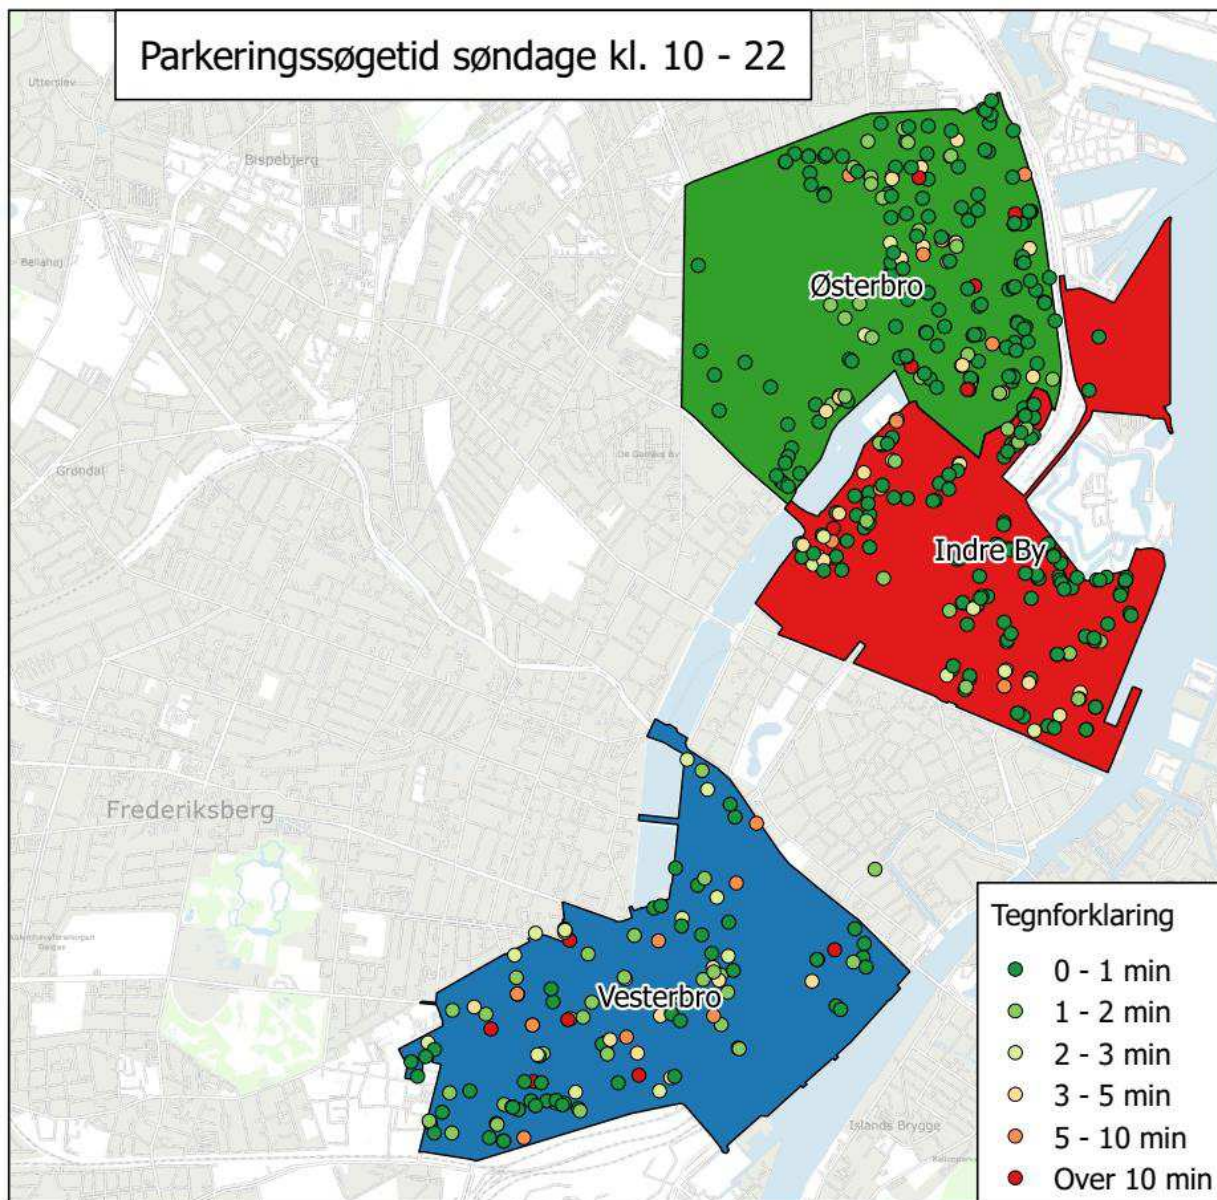 Parkeringssøgetid søndage kl. 10 - 22
Utterslev
Bispebjerg
Bellahøj
Østerbro
Grøndal
De Gamles By
Indre By
Frederiksberg
Vesterbro
Islands Brygge
Tegnforklaring
0 - 1 min
1 - 2 min
2 - 3 min
3 - 5 min
5 - 10 min
Over 10 min